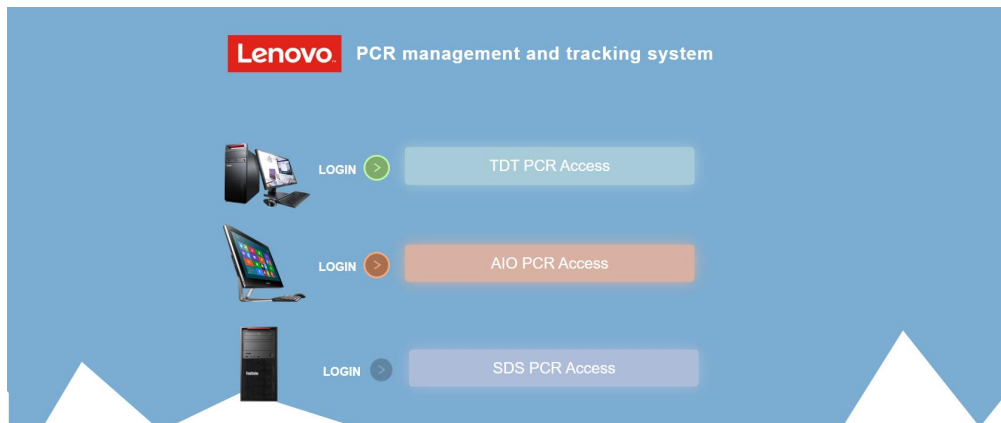 Lenovo PCR management and tracking system
LOGIN > TDT PCR Access
LOGIN > AIO PCR Access
LOGIN > SDS PCR Access